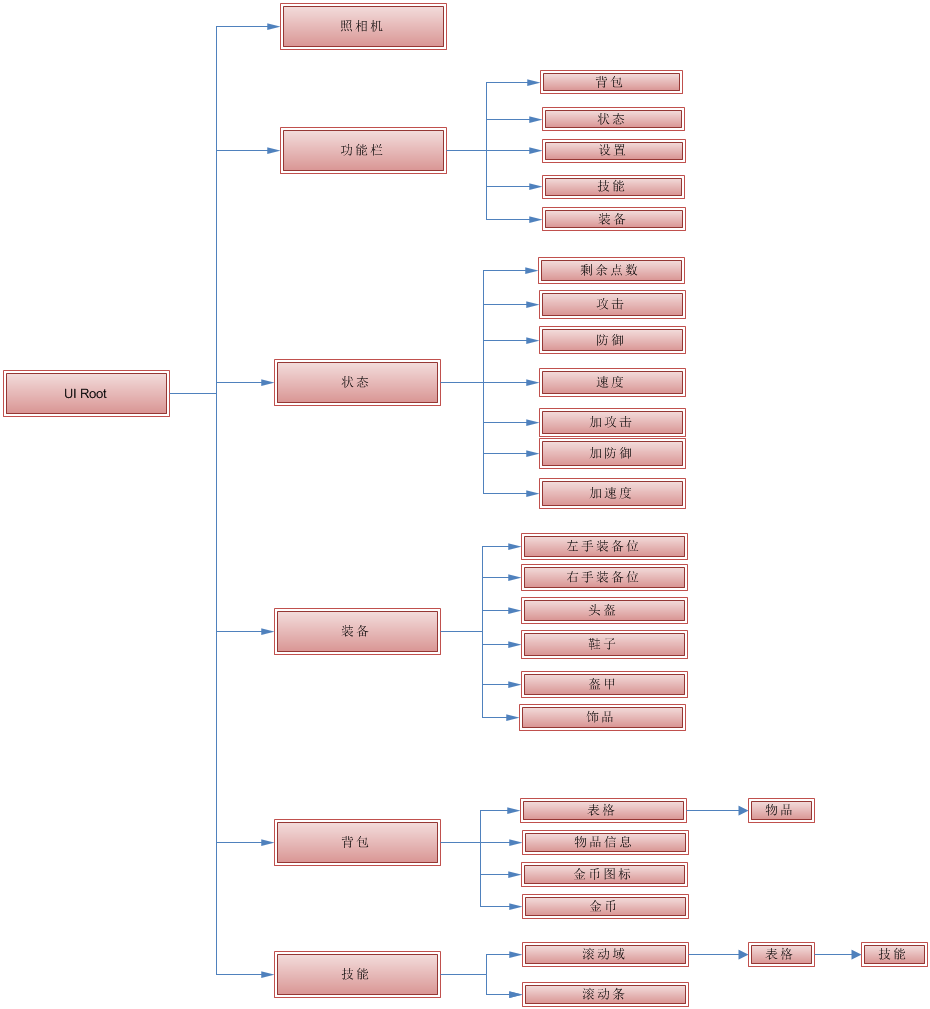 照相机
背包
状态
功能栏
设置
技能
装备
剩余点数
攻击
防御
状态
速度
UI Root
加攻击
加防御
加速度
左手装备位
右手装备位
头盔
装备
鞋子
盔甲
饰品
表格
物品
背包
物品信息
金币图标
金币
滚动域
表格
技能
技能
滚动条